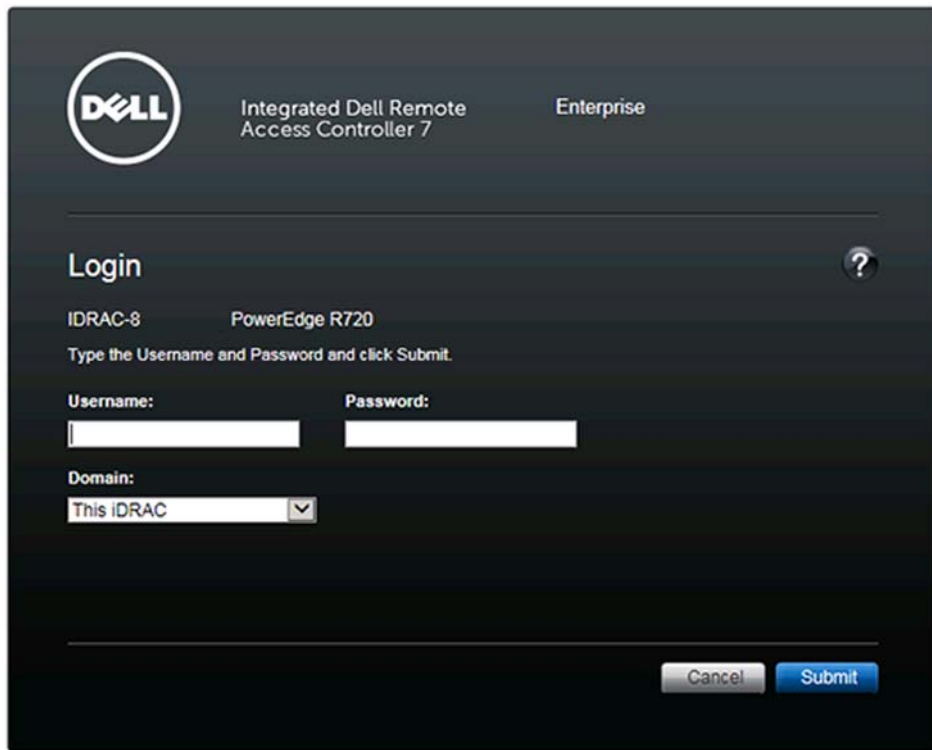 DELL
Integrated Dell Remote Access Controller 7
Enterprise
Login
?
IDRAC-8 PowerEdge R720
Type the Username and Password and click Submit.
Username: Password:
Domain:
This iDRAC
Cancel Submit